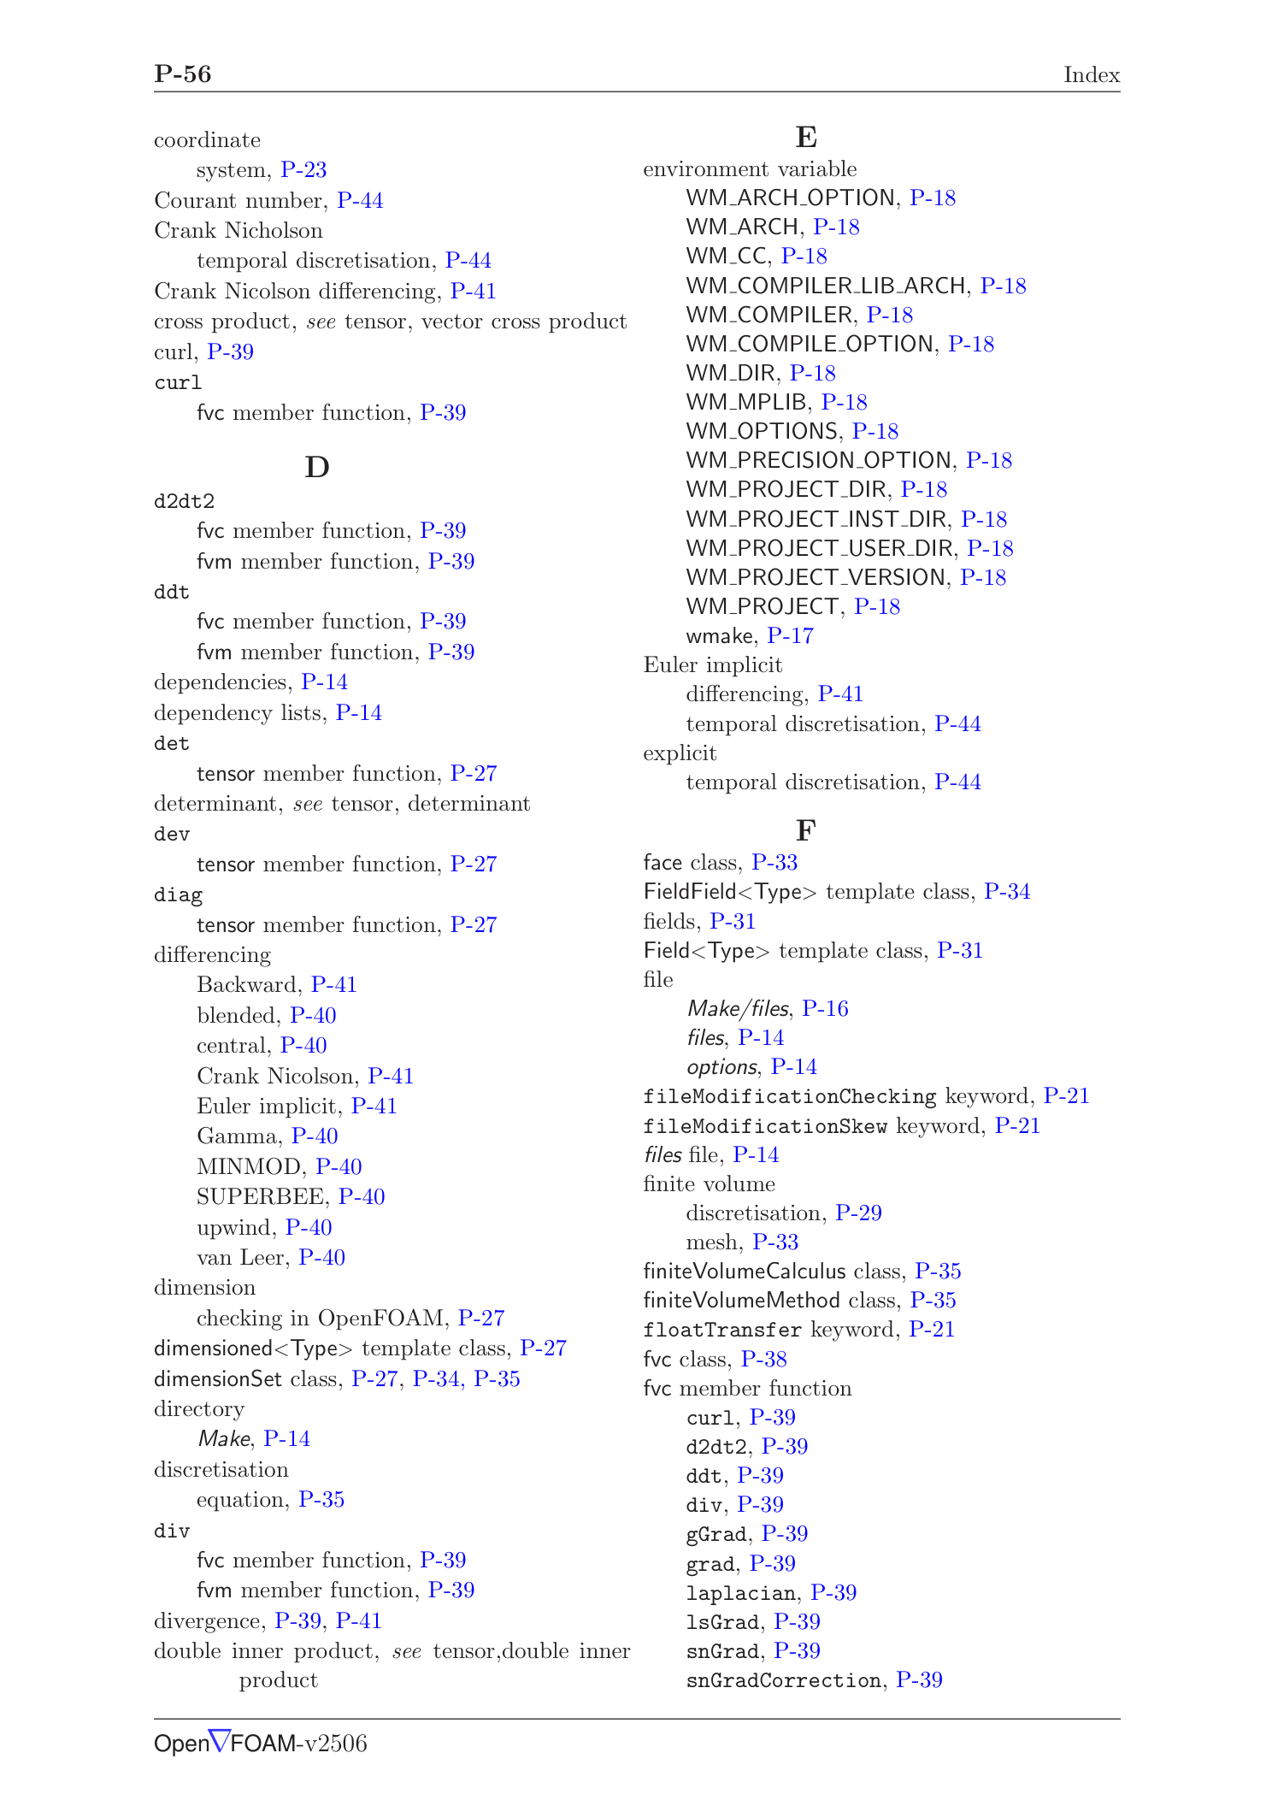 P-56 Index
coordinate
system, P-23
Courant number, P-44
Crank Nicholson
temporal discretisation, P-44
Crank Nicolson differencing, P-41
cross product, see tensor, vector cross product
curl, P-39
curl
fvc member function, P-39
D
d2dt2
fvc member function, P-39
fvm member function, P-39
ddt
fvc member function, P-39
fvm member function, P-39
dependencies, P-14
dependency lists, P-14
det
tensor member function, P-27
determinant, see tensor, determinant
dev
tensor member function, P-27
diag
tensor member function, P-27
differencing
Backward, P-41
blended, P-40
central, P-40
Crank Nicolson, P-41
Euler implicit, P-41
Gamma, P-40
MINMOD, P-40
SUPERBEE, P-40
upwind, P-40
van Leer, P-40
dimension
checking in OpenFOAM, P-27
dimensioned<Type> template class, P-27
dimensionSet class, P-27, P-34, P-35
directory
Make, P-14
discretisation
equation, P-35
div
fvc member function, P-39
fvm member function, P-39
divergence, P-39, P-41
double inner product, see tensor,double inner
product
E
environment variable
WM_ARCH_OPTION, P-18
WM_ARCH, P-18
WM_CC, P-18
WM_COMPILER_LIB_ARCH, P-18
WM_COMPILER, P-18
WM_COMPILE_OPTION, P-18
WM_DIR, P-18
WM_MPLIB, P-18
WM_OPTIONS, P-18
WM_PRECISION_OPTION, P-18
WM_PROJECT_DIR, P-18
WM_PROJECT_INST_DIR, P-18
WM_PROJECT_USER_DIR, P-18
WM_PROJECT_VERSION, P-18
WM_PROJECT, P-18
wmake, P-17
Euler implicit
differencing, P-41
temporal discretisation, P-44
explicit
temporal discretisation, P-44
F
face class, P-33
FieldField<Type> template class, P-34
fields, P-31
Field<Type> template class, P-31
file
Make/files, P-16
files, P-14
options, P-14
fileModificationChecking keyword, P-21
fileModificationSkew keyword, P-21
files file, P-14
finite volume
discretisation, P-29
mesh, P-33
finiteVolumeCalculus class, P-35
finiteVolumeMethod class, P-35
floatTransfer keyword, P-21
fvc class, P-38
fvc member function
curl, P-39
d2dt2, P-39
ddt, P-39
div, P-39
gGrad, P-39
grad, P-39
laplacian, P-39
lsGrad, P-39
snGrad, P-39
snGradCorrection, P-39
Open∇FOAM-v2506